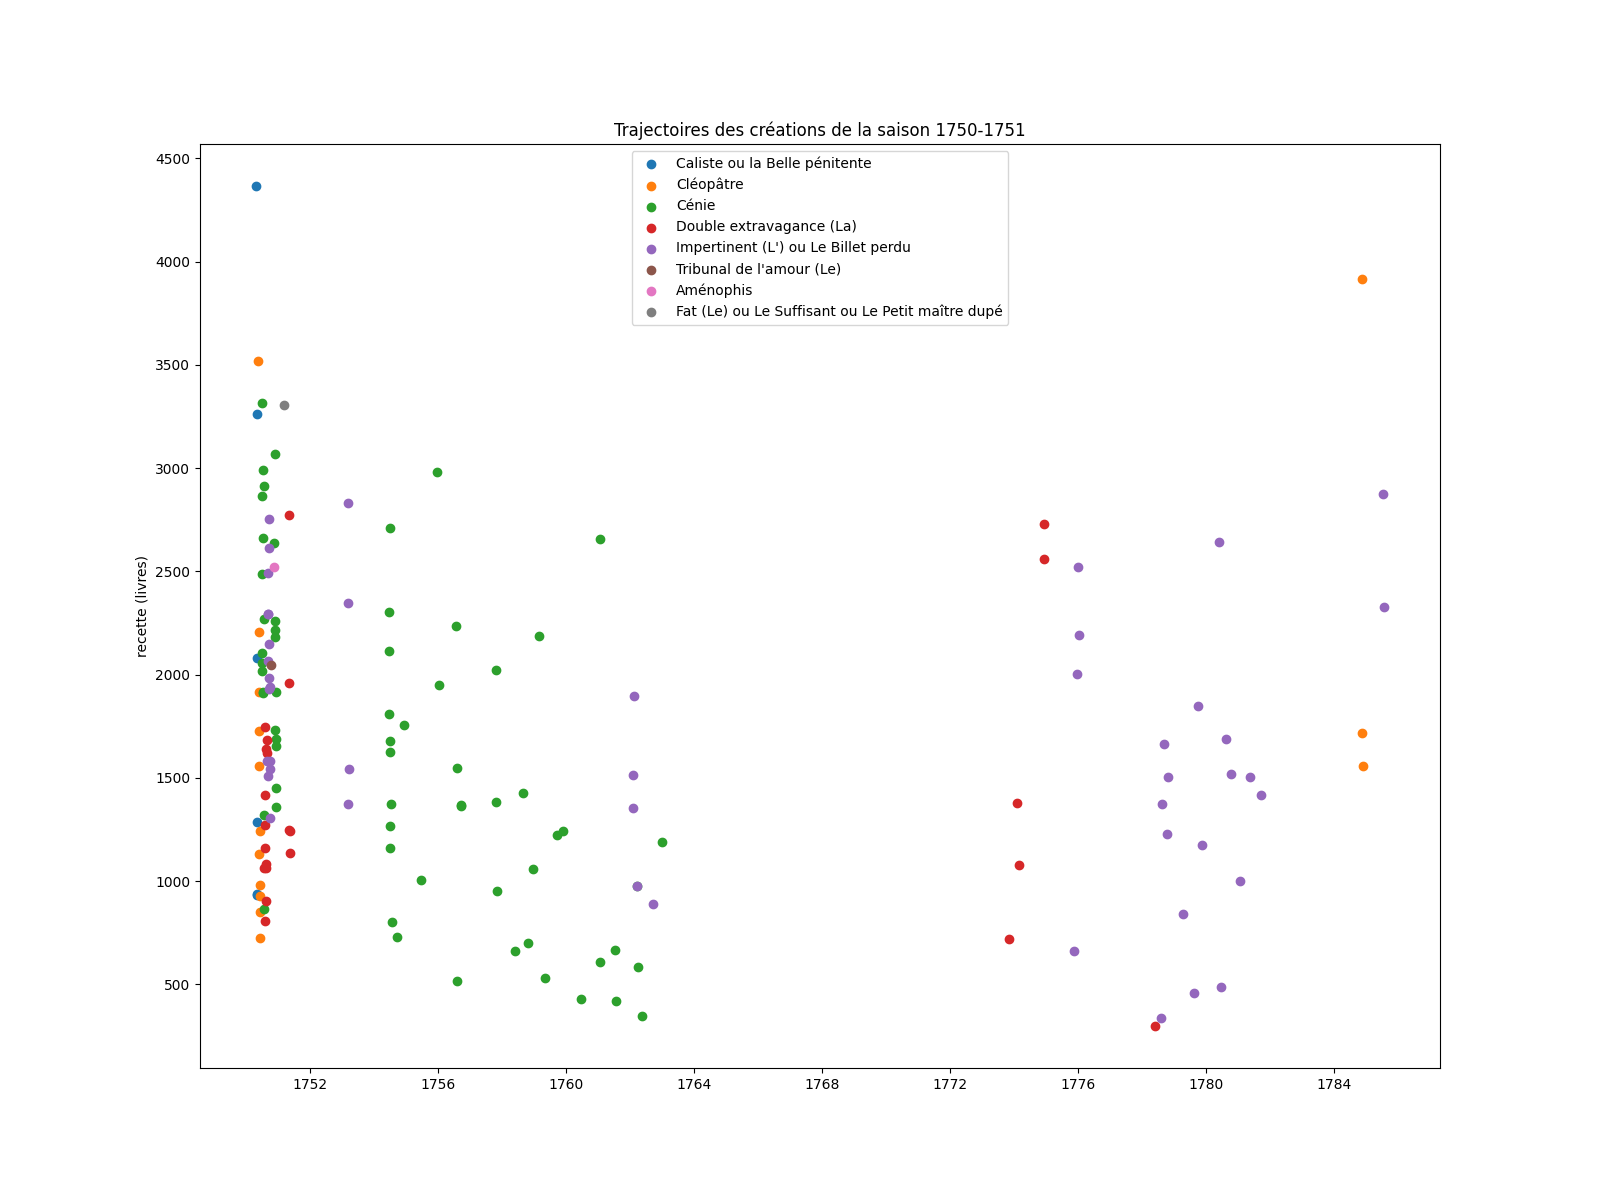 Trajectoires des créations de la saison 1750-1751
Caliste ou la Belle pénitente
Cléopâtre
Cénie
Double extravagance (La)
Impertinent (L') ou Le Billet perdu
Tribunal de l'amour (Le)
Aménophis
Fat (Le) ou Le Suffisant ou Le Petit maître dupé
recette (livres)
4500
4000
3500
3000
2500
2000
1500
1000
500
1752 1756 1760 1764 1768 1772 1776 1780 1784